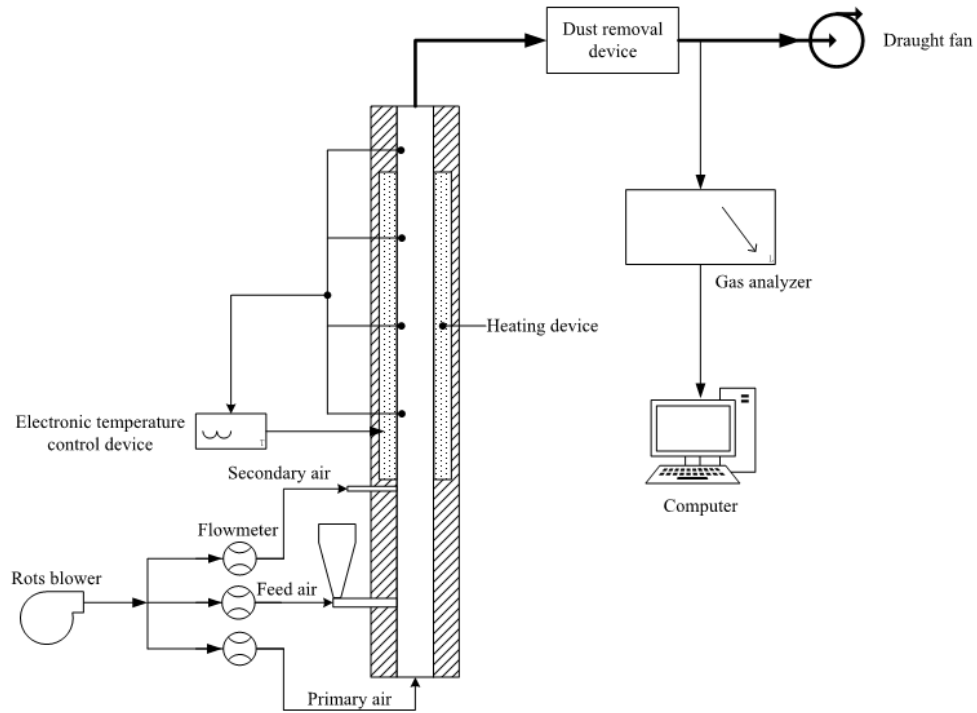 Dust removal
device
Draught fan
Gas analyzer
Heating device
Electronic temperature
control device
T
Secondary air
Computer
Flowmeter
Rots blower
Feed air
Primary air